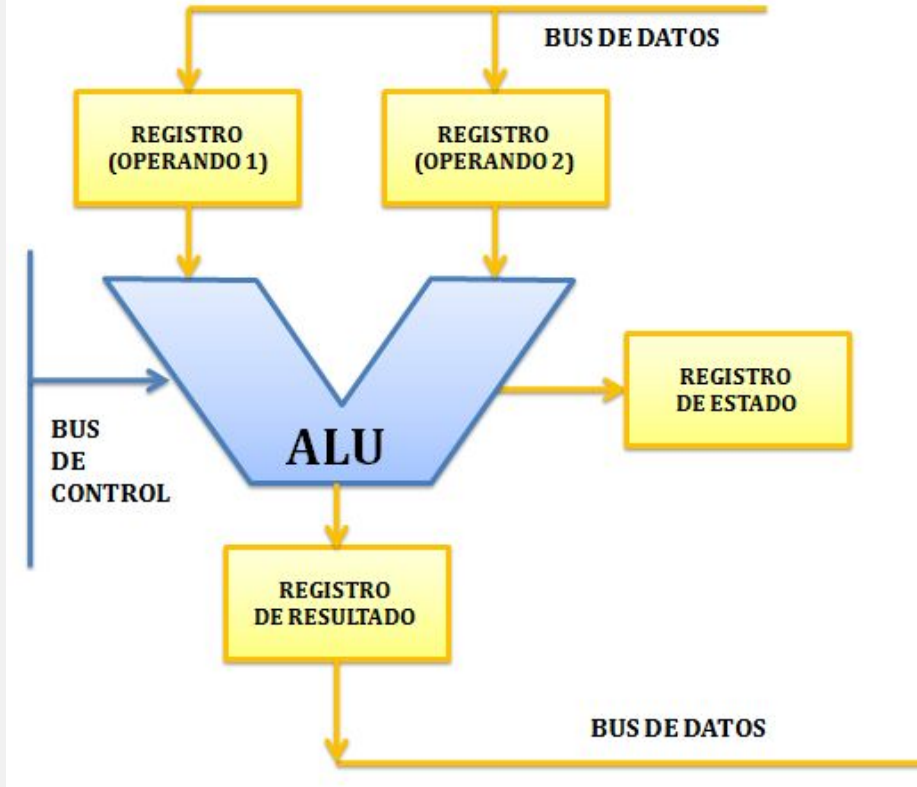 BUS DE DATOS
REGISTRO
(OPERANDO 1)
REGISTRO
(OPERANDO 2)
BUS
DE
CONTROL
ALU
REGISTRO
DE ESTADO
REGISTRO
DE RESULTADO
BUS DE DATOS